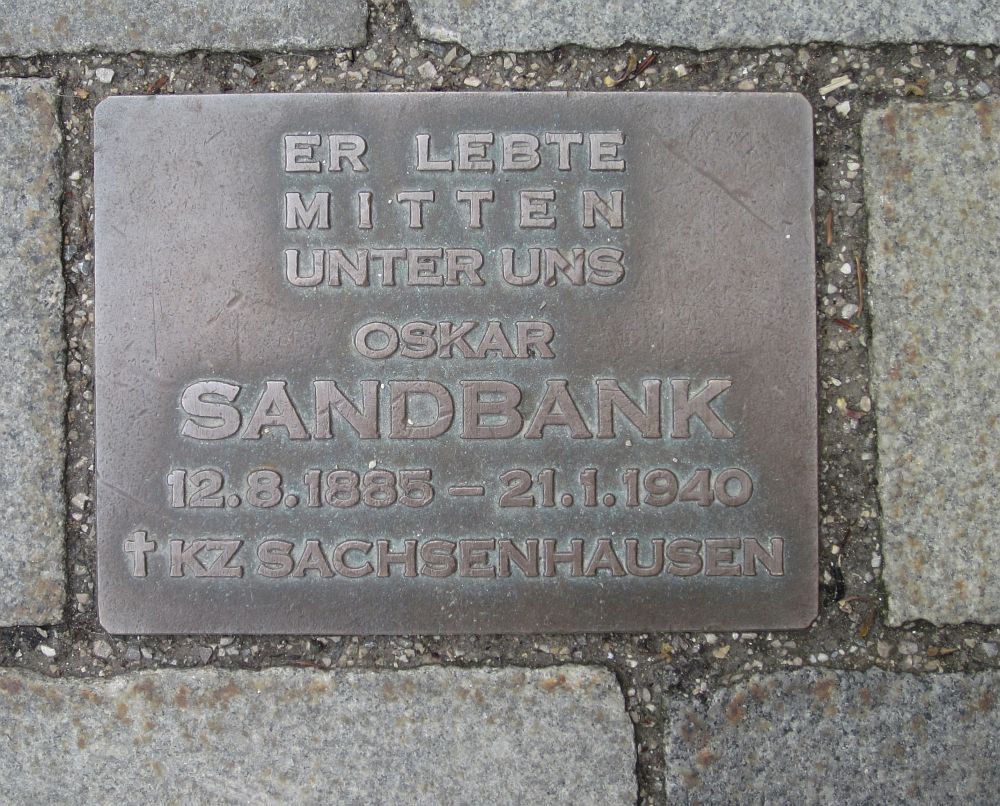 ER LEBTE
MITTEN
UNTER UNS
OSKAR
SANDBANK
12.8.1885 – 21.1.1940
✝ KZ SACHSENHAUSEN